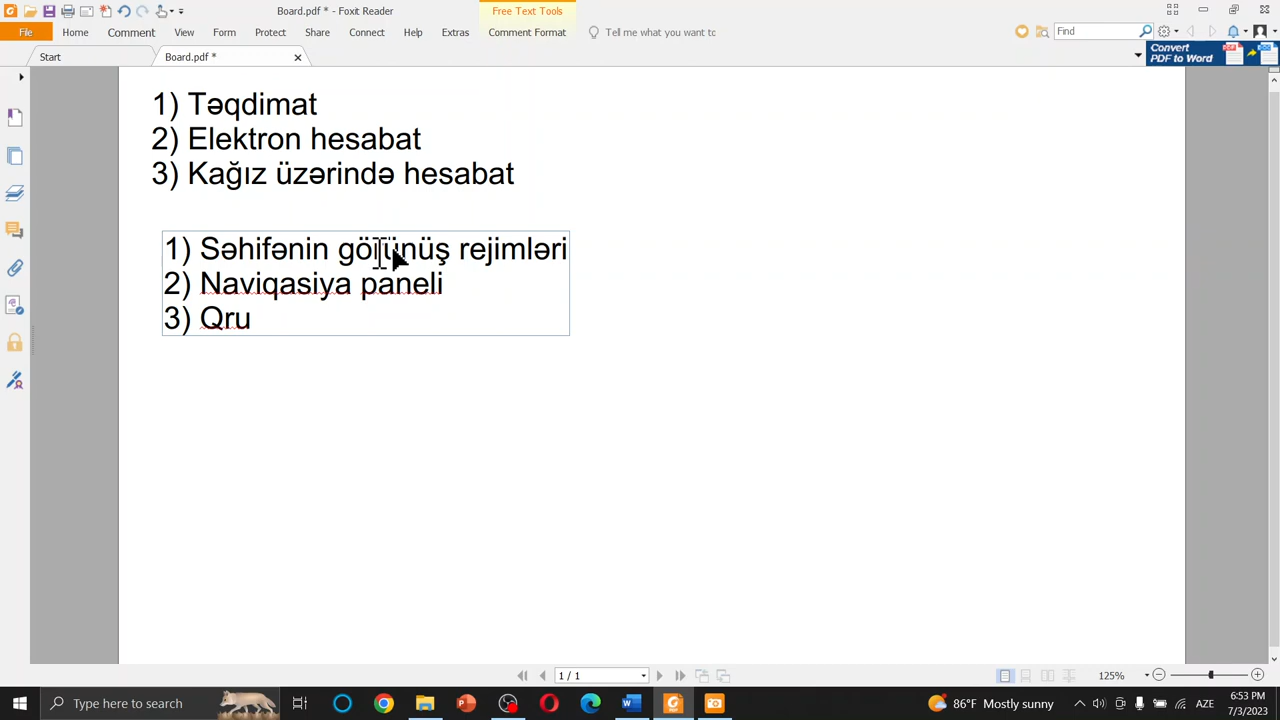 Board.pdf * - Foxit Reader
Free Text Tools
File
Home
Comment
View
Form
Protect
Share
Connect
Help
Extras
Comment Format
Tell me what you want to
Find
Start
Board.pdf *
Convert
PDF to Word
1) Təqdimat
2) Elektron hesabat
3) Kağız üzərində hesabat
1) Səhifənin görünüş rejimləri
2) Naviqasiya paneli
3) Qru
1 / 1
125%
Type here to search
86°F Mostly sunny
AZE
6:53 PM
7/3/2023